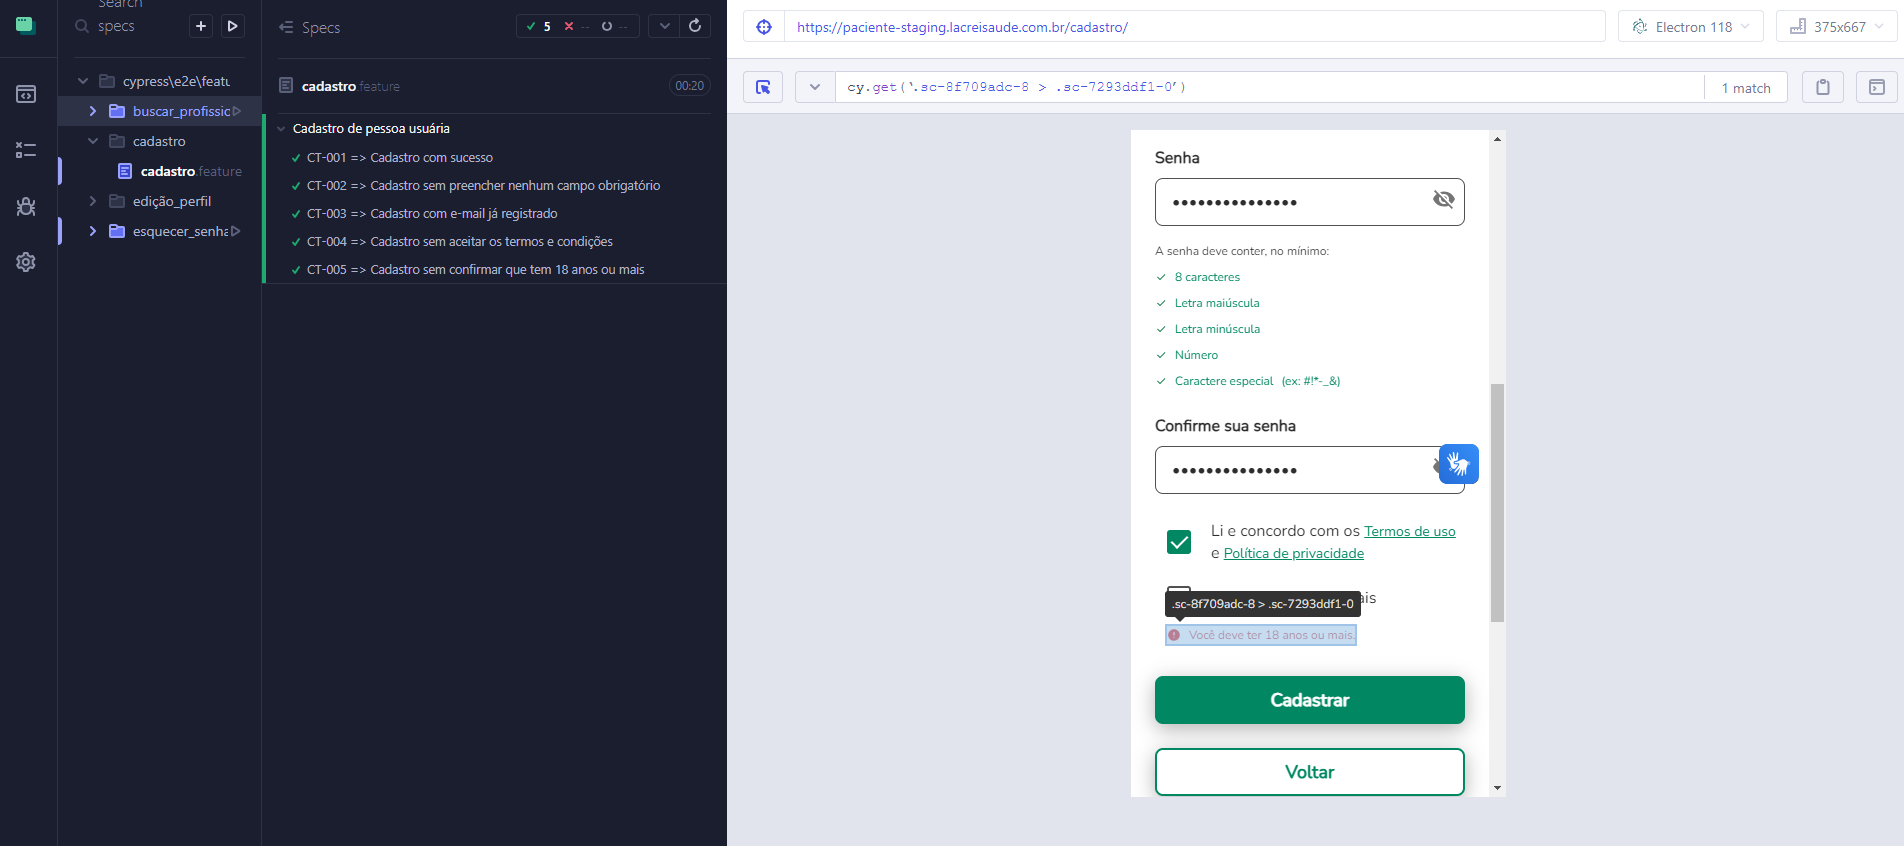 Search
specs
cypress\e2e\featu
buscar_profissic
cadastro
cadastro.feature
edição_perfil
esquecer_senha
Specs
5
--
--
cadastro.feature
00:20
Cadastro de pessoa usuária
CT-001 => Cadastro com sucesso
CT-002 => Cadastro sem preencher nenhum campo obrigatório
CT-003 => Cadastro com e-mail já registrado
CT-004 => Cadastro sem aceitar os termos e condições
CT-005 => Cadastro sem confirmar que tem 18 anos ou mais
https://paciente-staging.lacreisaude.com.br/cadastro/
Electron 118
375x667
cy.get('.sc-8f709adc-8 > .sc-7293ddf1-0')
1 match
Senha
•••••••••••••••
A senha deve conter, no mínimo:
8 caracteres
Letra maiúscula
Letra minúscula
Número
Caractere especial (ex: #!*-_&)
Confirme sua senha
•••••••••••••••
Li e concordo com os Termos de uso
e Política de privacidade
ais
.sc-8f709adc-8 > .sc-7293ddf1-0
Você deve ter 18 anos ou mais.
Cadastrar
Voltar